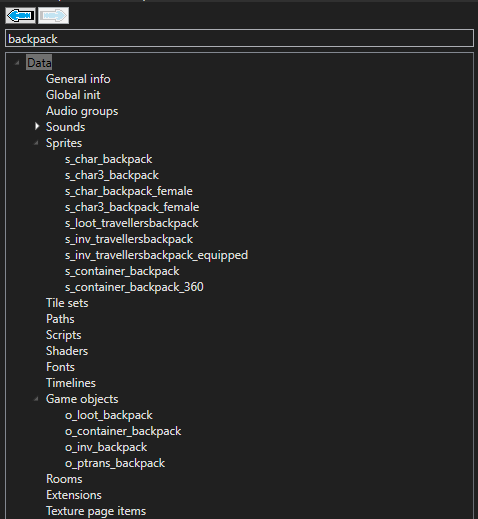 backpack
Data
General info
Global init
Audio groups
Sounds
Sprites
s_char_backpack
s_char3_backpack
s_char_backpack_female
s_char3_backpack_female
s_loot_travellersbackpack
s_inv_travellersbackpack
s_inv_travellersbackpack_equipped
s_container_backpack
s_container_backpack_360
Tile sets
Paths
Scripts
Shaders
Fonts
Timelines
Game objects
o_loot_backpack
o_container_backpack
o_inv_backpack
o_ptrans_backpack
Rooms
Extensions
Texture page items